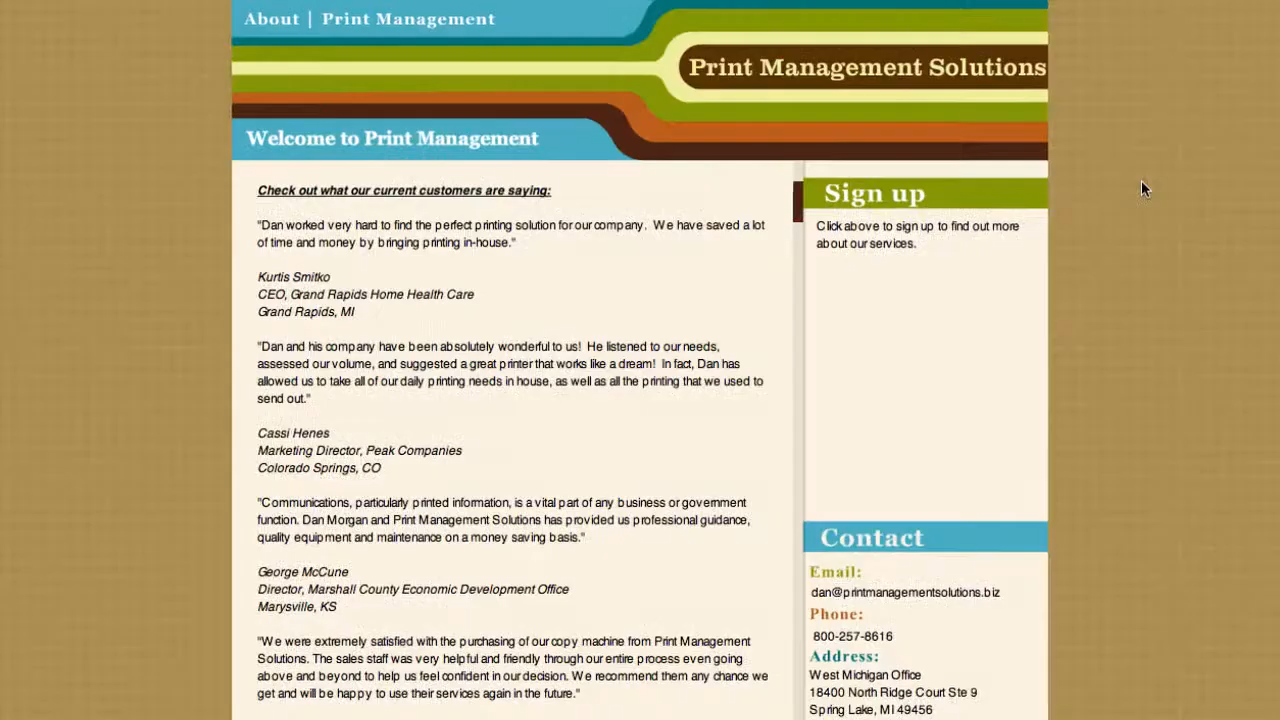 About | Print Management
Print Management Solutions
Welcome to Print Management
Check out what our current customers are saying:
"Dan worked very hard to find the perfect printing solution for our company. We have saved a lot
of time and money by bringing printing in-house."
Kurtis Smitko
CEO, Grand Rapids Home Health Care
Grand Rapids, MI
"Dan and his company have been absolutely wonderful to us! He listened to our needs,
assessed our volume, and suggested a great printer that works like a dream! In fact, Dan has
allowed us to take all of our daily printing needs in house, as well as all the printing that we used to
send out."
Cassi Henes
Marketing Director, Peak Companies
Colorado Springs, CO
"Communications, particularly printed information, is a vital part of any business or government
function. Dan Morgan and Print Management Solutions has provided us professional guidance,
quality equipment and maintenance on a money saving basis."
George McCune
Director, Marshall County Economic Development Office
Marysville, KS
"We were extremely satisfied with the purchasing of our copy machine from Print Management
Solutions. The sales staff was very helpful and friendly through our entire process even going
above and beyond to help us feel confident in our decision. We recommend them any chance we
get and will be happy to use their services again in the future."
Sign up
Click above to sign up to find out more
about our services.
Contact
Email:
dan@printmanagementsolutions.biz
Phone:
800-257-8616
Address:
West Michigan Office
18400 North Ridge Court Ste 9
Spring Lake, MI 49456